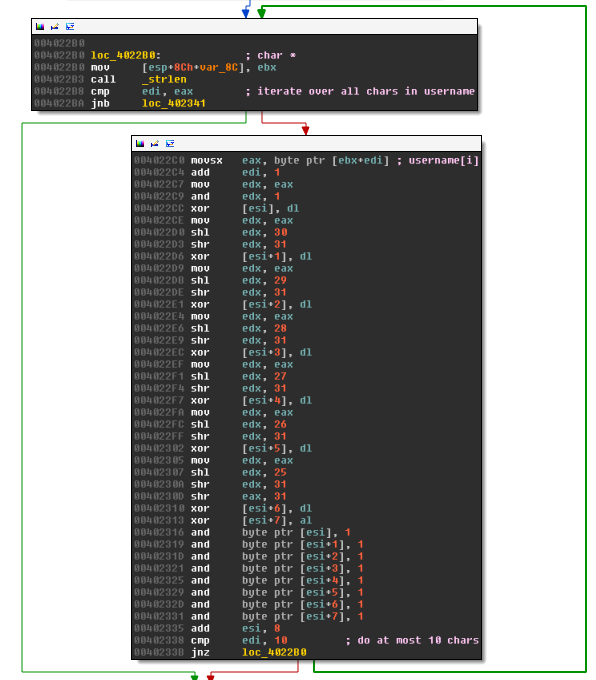 004022B0
004022B0 loc_4022B0: ; char *
004022B0 mov [esp+8Ch+var_8C], ebx
004022B3 call _strlen
004022B8 cmp edi, eax ; iterate over all chars in username
004022BA jnb loc_402341
004022C0 movsx eax, byte ptr [ebx+edi] ; username[i]
004022C4 add edi, 1
004022C7 mov edx, eax
004022C9 and edx, 1
004022CC xor [esi], dl
004022CE mov edx, eax
004022D0 shl edx, 30
004022D3 shr edx, 31
004022D6 xor [esi+1], dl
004022D9 mov edx, eax
004022DB shl edx, 29
004022DE shr edx, 31
004022E1 xor [esi+2], dl
004022E4 mov edx, eax
004022E6 shl edx, 28
004022E9 shr edx, 31
004022EC xor [esi+3], dl
004022EF mov edx, eax
004022F1 shl edx, 27
004022F4 shr edx, 31
004022F7 xor [esi+4], dl
004022FA mov edx, eax
004022FC shl edx, 26
004022FF shr edx, 31
00402302 xor [esi+5], dl
00402305 mov edx, eax
00402307 shl edx, 25
0040230A shr edx, 31
0040230D shr eax, 31
00402310 xor [esi+6], dl
00402313 xor [esi+7], al
00402316 and byte ptr [esi], 1
00402319 and byte ptr [esi+1], 1
0040231D and byte ptr [esi+2], 1
00402321 and byte ptr [esi+3], 1
00402325 and byte ptr [esi+4], 1
00402329 and byte ptr [esi+5], 1
0040232D and byte ptr [esi+6], 1
00402331 and byte ptr [esi+7], 1
00402335 add esi, 8
00402338 cmp edi, 10 ; do at most 10 chars
0040233B jnz loc_4022B0